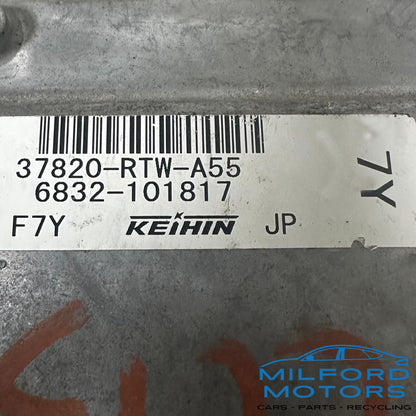 37820-RTW-A55
6832-101817
F7Y KEIHIN JP
7Y
MILFORD
MOTORS
CARS - PARTS - RECYCLING